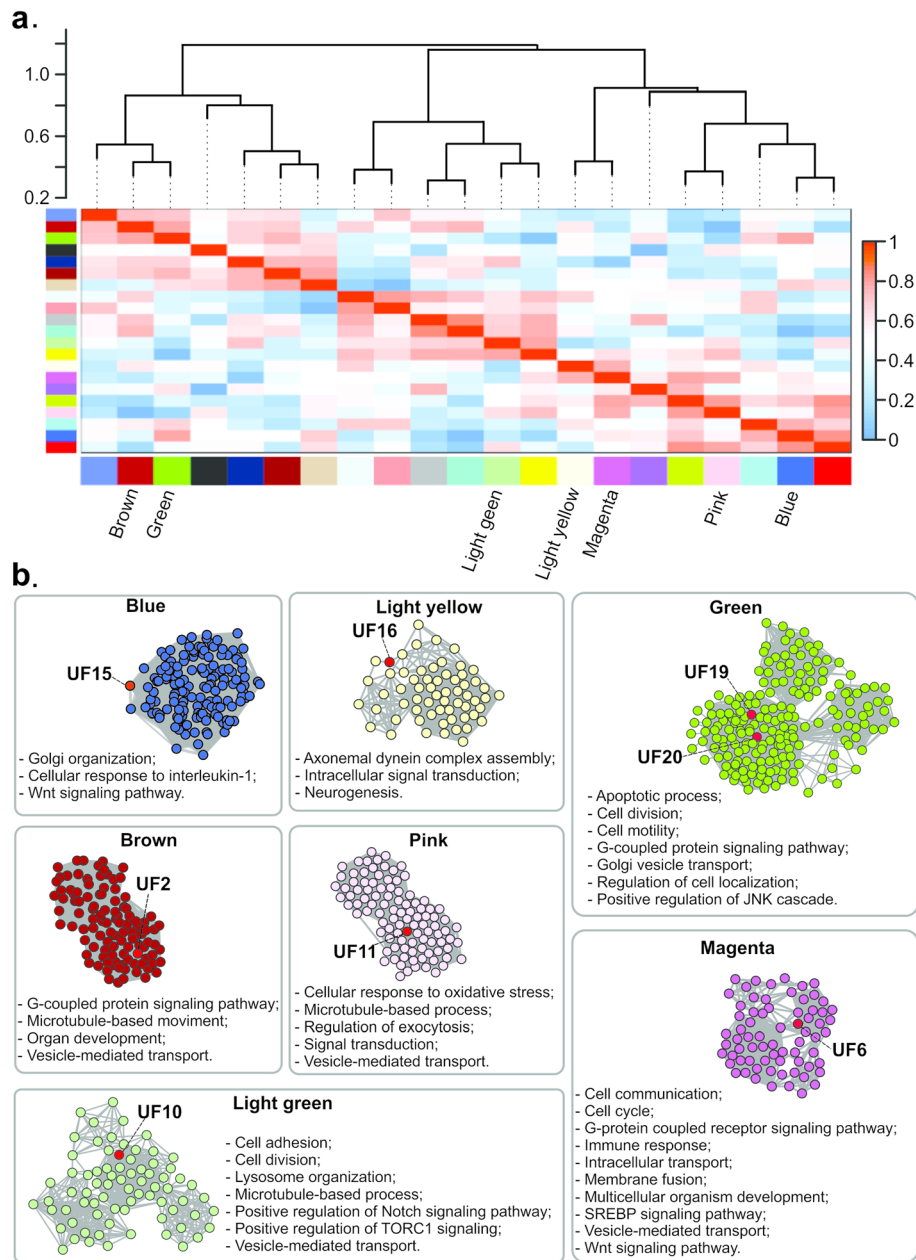 a.
1.0
0.6
0.2
1
0.8
0.6
0.4
0.2
0
Brown
Green
Light geen
Light yellow
Magenta
Pink
Blue
b.
Blue
UF15
- Golgi organization;
- Cellular response to interleukin-1;
- Wnt signaling pathway.
Light yellow
UF16
- Axonemal dynein complex assembly;
- Intracellular signal transduction;
- Neurogenesis.
Green
UF19
UF20
- Apoptotic process;
- Cell division;
- Cell motility;
- G-coupled protein signaling pathway;
- Golgi vesicle transport;
- Regulation of cell localization;
- Positive regulation of JNK cascade.
Brown
UF2
- G-coupled protein signaling pathway;
- Microtubule-based moviment;
- Organ development;
- Vesicle-mediated transport.
Pink
UF11
- Cellular response to oxidative stress;
- Microtubule-based process;
- Regulation of exocytosis;
- Signal transduction;
- Vesicle-mediated transport.
Magenta
UF6
- Cell communication;
- Cell cycle;
- G-protein coupled receptor signaling pathway;
- Immune response;
- Intracellular transport;
- Membrane fusion;
- Multicellular organism development;
- SREBP signaling pathway;
- Vesicle-mediated transport;
- Wnt signaling pathway.
Light green
UF10
- Cell adhesion;
- Cell division;
- Lysosome organization;
- Microtubule-based process;
- Positive regulation of Notch signaling pathway;
- Positive regulation of TORC1 signaling;
- Vesicle-mediated transport.